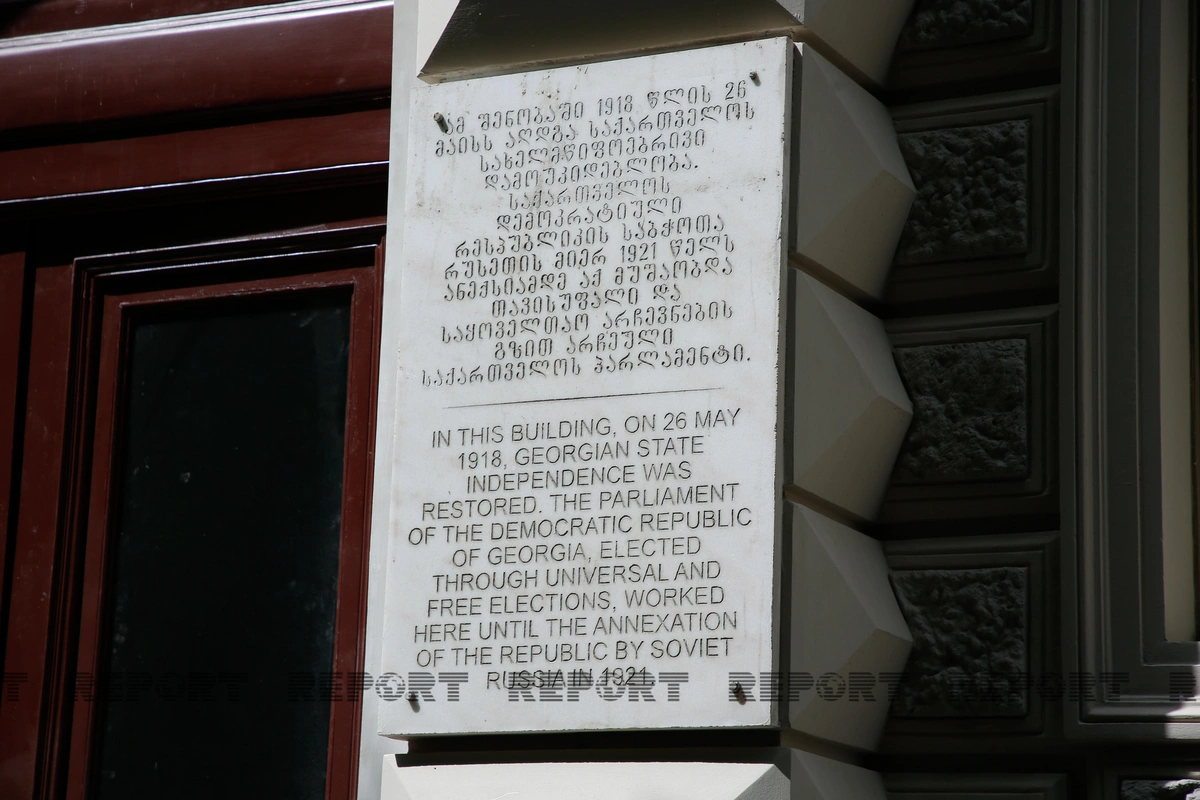 ამ შენობაში 1918 წლის 26
მაისს აღდგა საქართველოს
სახელმწიფოებრივი
დამოუკიდებლობა.
საქართველოს
დემოკრატიული
რესპუბლიკის საბჭოთა
რუსეთის მიერ 1921 წელს
ანექსიამდე აქ მუშაობდა
თავისუფალი და
საყოველთაო არჩევნების
გზით არჩეული
საქართველოს პარლამენტი.
IN THIS BUILDING, ON 26 MAY
1918, GEORGIAN STATE
INDEPENDENCE WAS
RESTORED. THE PARLIAMENT
OF THE DEMOCRATIC REPUBLIC
OF GEORGIA, ELECTED
THROUGH UNIVERSAL AND
FREE ELECTIONS, WORKED
HERE UNTIL THE ANNEXATION
OF THE REPUBLIC BY SOVIET
RUSSIA IN 1921.
REPORT REPORT REPORT REPORT REPORT